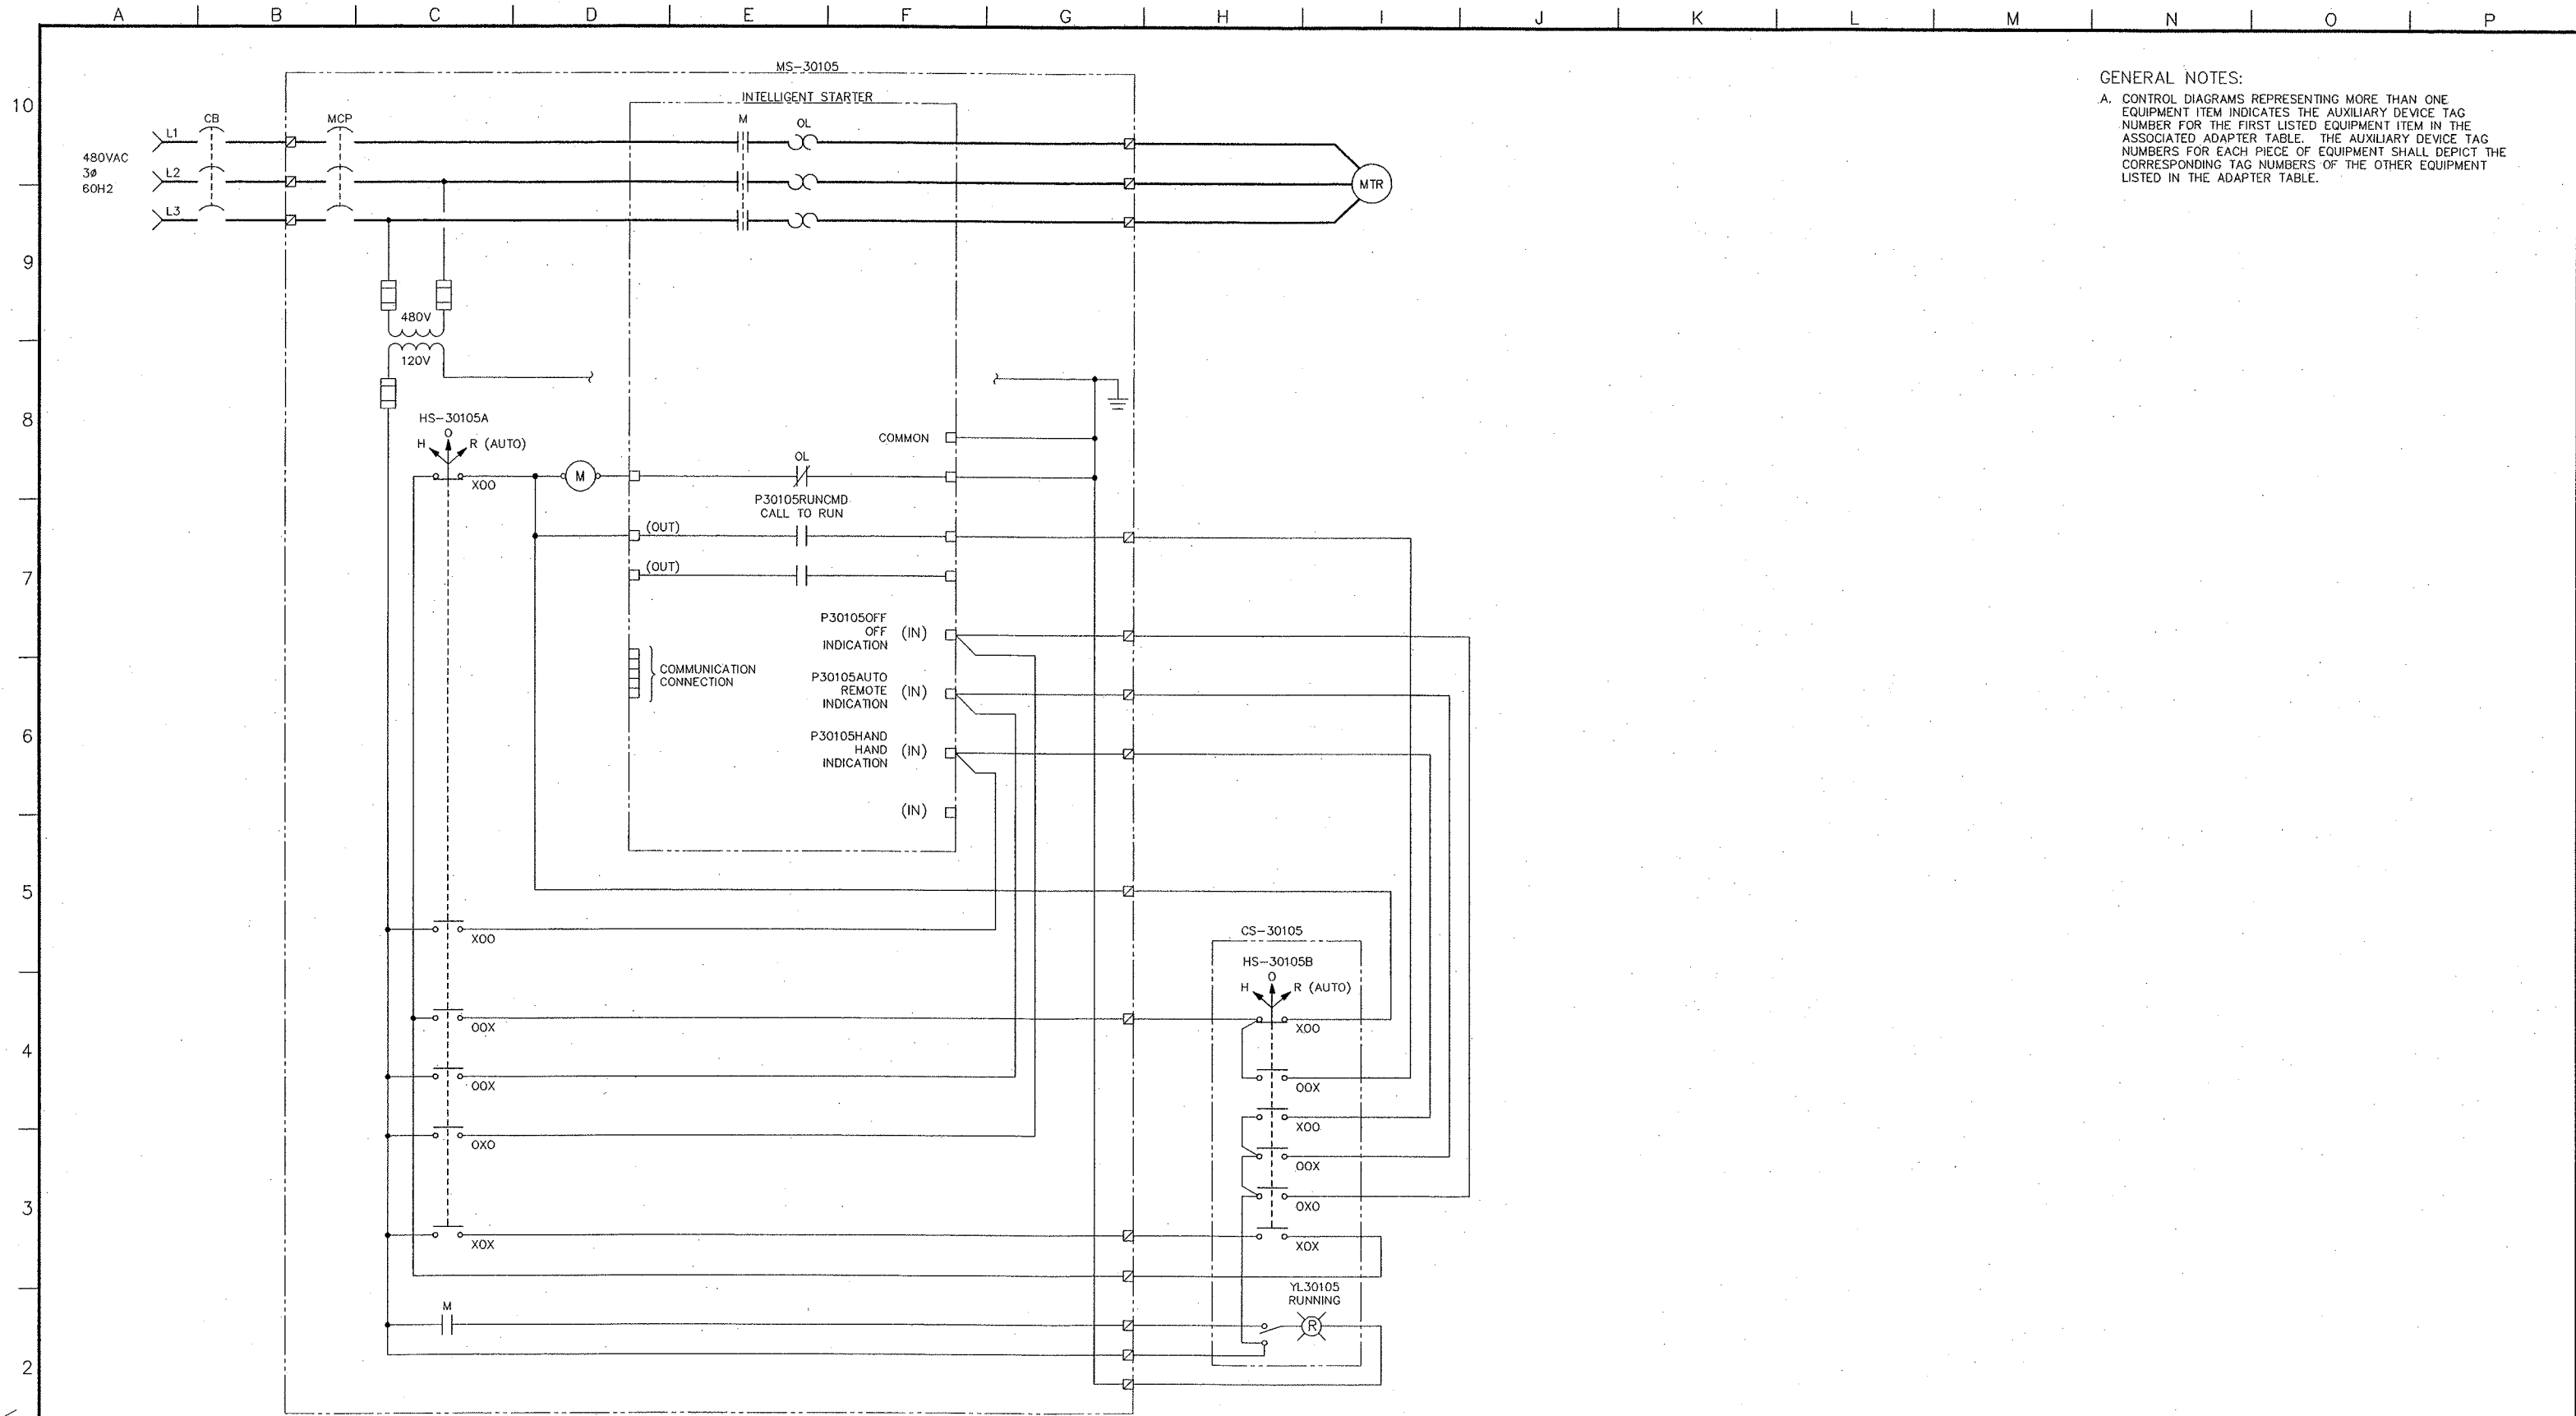 A B C D E F G H I J K L M N O P
10
9
8
7
6
5
4
3
2
MS-30105
INTELLIGENT STARTER
CB
MCP
M
OL
L1
L2
L3
480VAC
3ø
60H2
MTR
480V
120V
HS-30105A
O
H R (AUTO)
XOO
M
COMMON
OL
P30105RUNCMD
CALL TO RUN
(OUT)
(OUT)
P30105OFF
OFF (IN)
INDICATION
COMMUNICATION
CONNECTION
P30105AUTO
REMOTE (IN)
INDICATION
P30105HAND
HAND (IN)
INDICATION
(IN)
XOO
OOX
OOX
OXO
XOX
M
CS-30105
HS-30105B
O
H R (AUTO)
XOO
OOX
XOO
OOX
OXO
XOX
YL30105
RUNNING
R
GENERAL NOTES:
A. CONTROL DIAGRAMS REPRESENTING MORE THAN ONE
EQUIPMENT ITEM INDICATES THE AUXILIARY DEVICE TAG
NUMBER FOR THE FIRST LISTED EQUIPMENT ITEM IN THE
ASSOCIATED ADAPTER TABLE. THE AUXILIARY DEVICE TAG
NUMBERS FOR EACH PIECE OF EQUIPMENT SHALL DEPICT THE
CORRESPONDING TAG NUMBERS OF THE OTHER EQUIPMENT
LISTED IN THE ADAPTER TABLE.